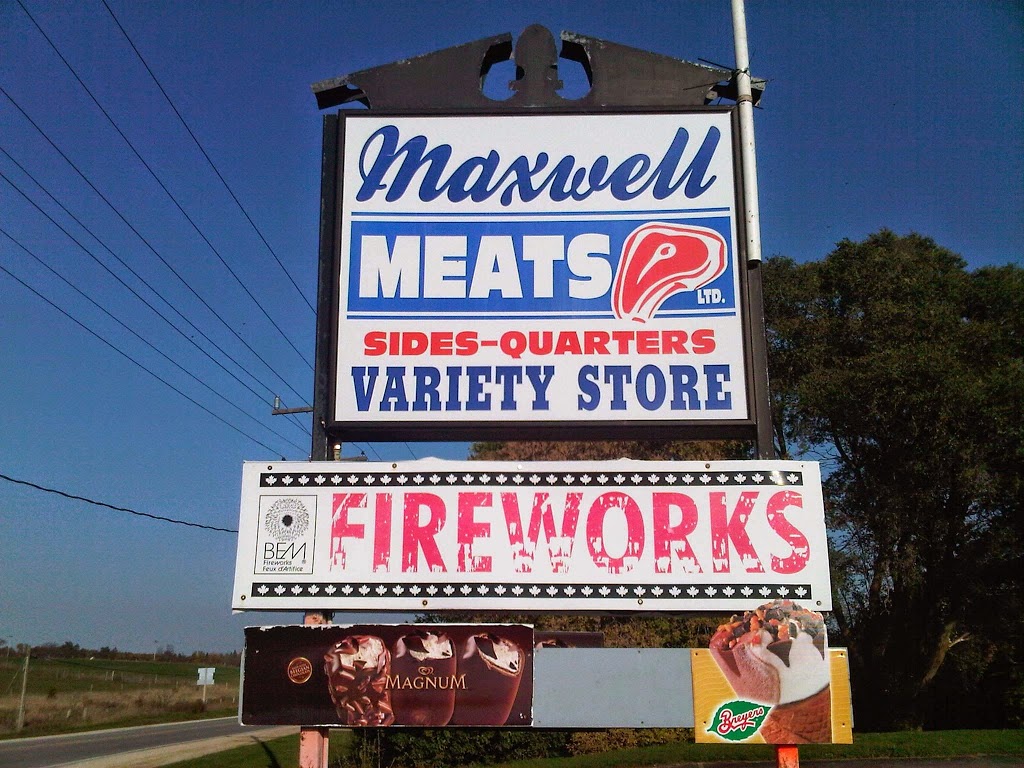 Maxwell
MEATS
LTD.
SIDES-QUARTERS
VARIETY STORE
FIREWORKS
BEM
Fireworks
Feux d'Artifice
MAGNUM
Breyers